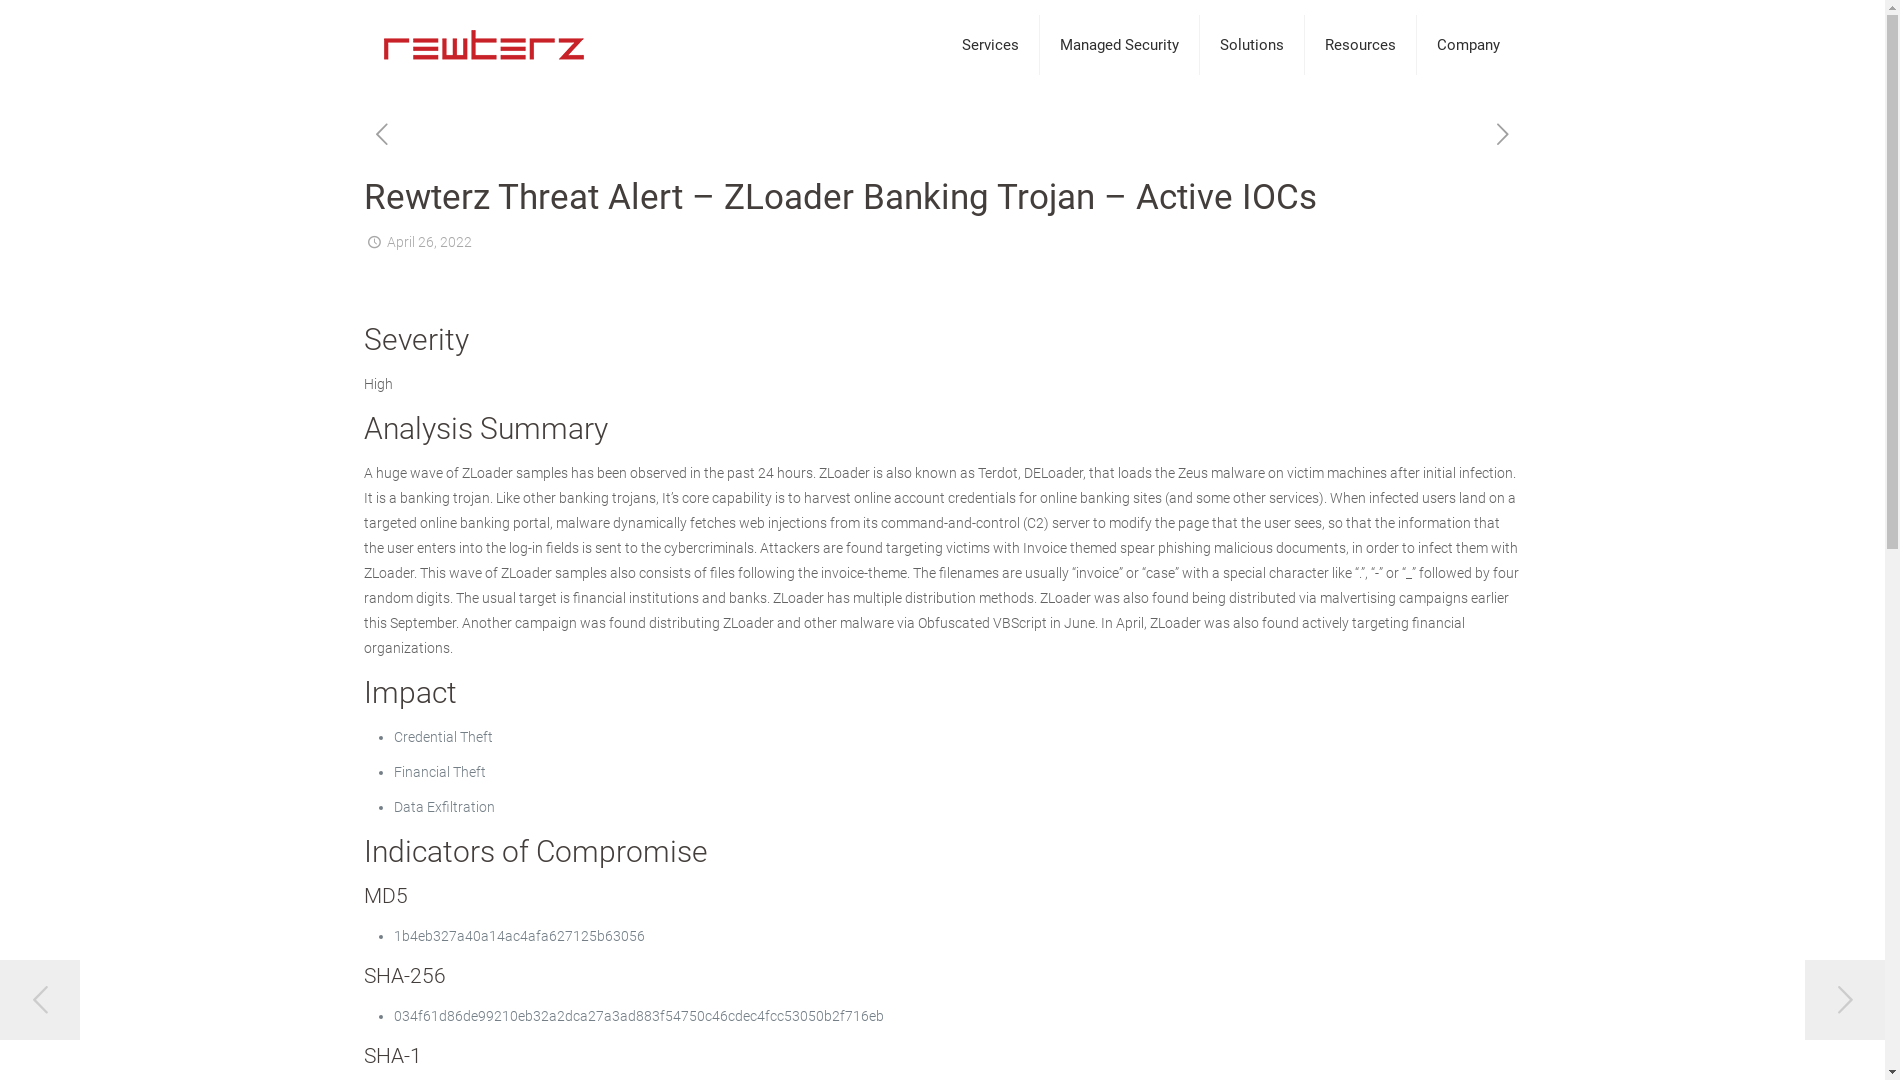 rewterz
Services
Managed Security
Solutions
Resources
Company
Rewterz Threat Alert – ZLoader Banking Trojan – Active IOCs
April 26, 2022
Severity
High
Analysis Summary
A huge wave of ZLoader samples has been observed in the past 24 hours. ZLoader is also known as Terdot, DELoader, that loads the Zeus malware on victim machines after initial infection.
It is a banking trojan. Like other banking trojans, It’s core capability is to harvest online account credentials for online banking sites (and some other services). When infected users land on a
targeted online banking portal, malware dynamically fetches web injections from its command-and-control (C2) server to modify the page that the user sees, so that the information that
the user enters into the log-in fields is sent to the cybercriminals. Attackers are found targeting victims with Invoice themed spear phishing malicious documents, in order to infect them with
ZLoader. This wave of ZLoader samples also consists of files following the invoice-theme. The filenames are usually “invoice” or “case” with a special character like “.”, “-” or “_” followed by four
random digits. The usual target is financial institutions and banks. ZLoader has multiple distribution methods. ZLoader was also found being distributed via malvertising campaigns earlier
this September. Another campaign was found distributing ZLoader and other malware via Obfuscated VBScript in June. In April, ZLoader was also found actively targeting financial
organizations.
Impact
• Credential Theft
• Financial Theft
• Data Exfiltration
Indicators of Compromise
MD5
• 1b4eb327a40a14ac4afa627125b63056
SHA-256
• 034f61d86de99210eb32a2dca27a3ad883f54750c46cdec4fcc53050b2f716eb
SHA-1